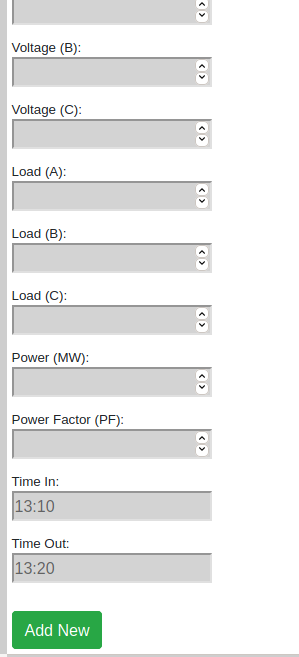 Voltage (B):
Voltage (C):
Load (A):
Load (B):
Load (C):
Power (MW):
Power Factor (PF):
Time In:
13:10
Time Out:
13:20
Add New